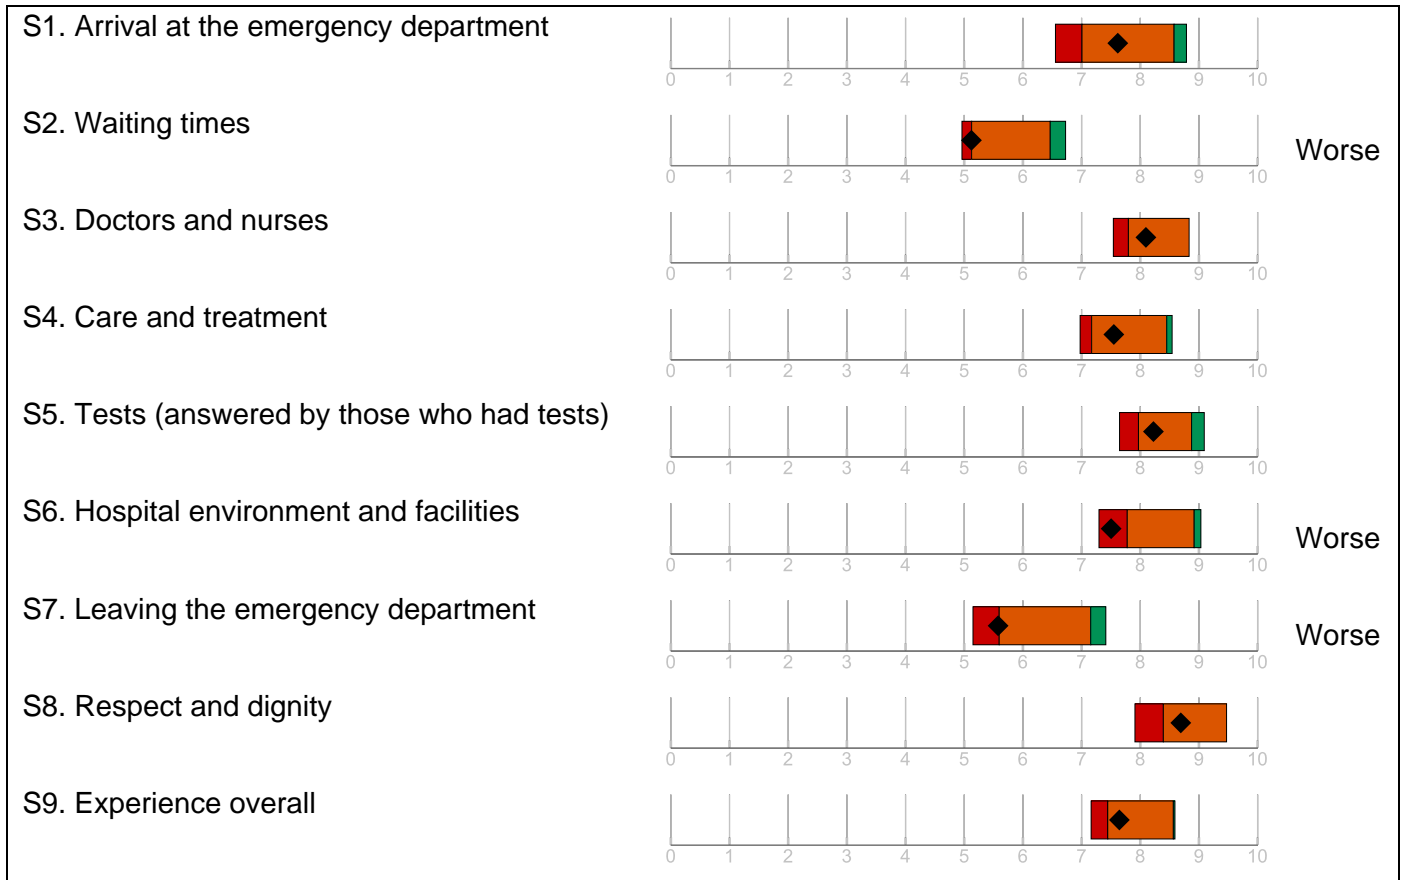 S1. Arrival at the emergency department
0 1 2 3 4 5 6 7 8 9 10
S2. Waiting times
Worse
0 1 2 3 4 5 6 7 8 9 10
S3. Doctors and nurses
0 1 2 3 4 5 6 7 8 9 10
S4. Care and treatment
0 1 2 3 4 5 6 7 8 9 10
S5. Tests (answered by those who had tests)
0 1 2 3 4 5 6 7 8 9 10
S6. Hospital environment and facilities
Worse
0 1 2 3 4 5 6 7 8 9 10
S7. Leaving the emergency department
Worse
0 1 2 3 4 5 6 7 8 9 10
S8. Respect and dignity
0 1 2 3 4 5 6 7 8 9 10
S9. Experience overall
0 1 2 3 4 5 6 7 8 9 10